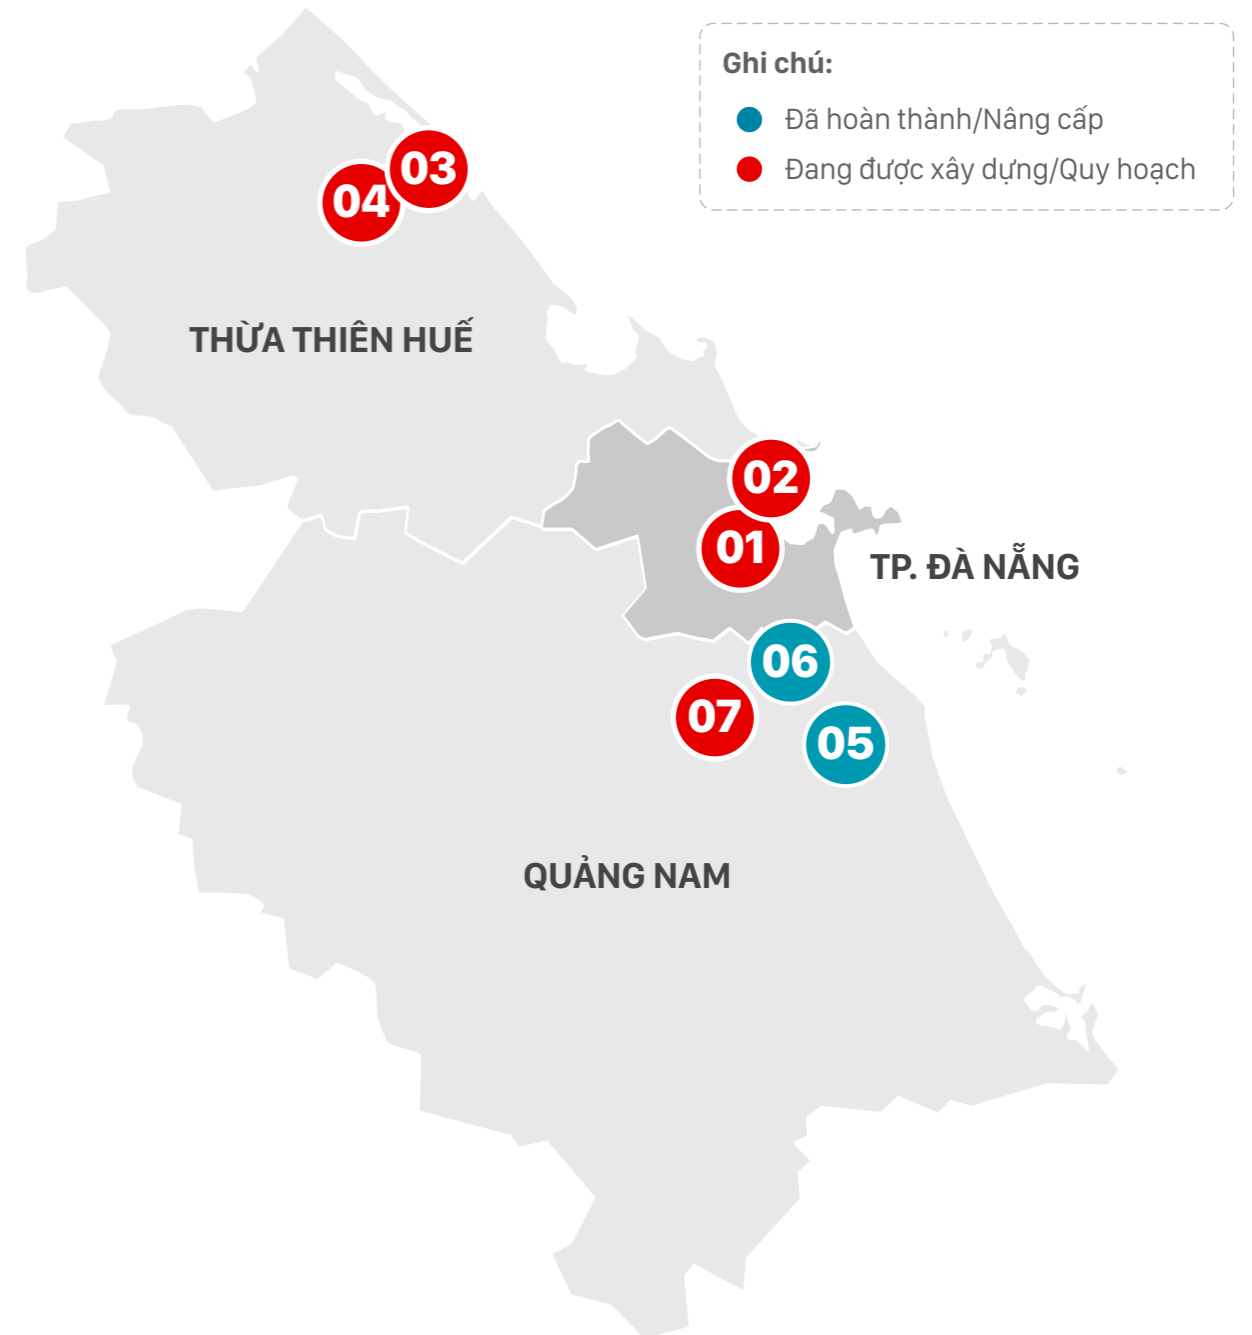 Ghi chú:
Đã hoàn thành/Nâng cấp
Đang được xây dựng/Quy hoạch
03
04
THỪA THIÊN HUẾ
02
01
TP. ĐÀ NẴNG
06
07
05
QUẢNG NAM